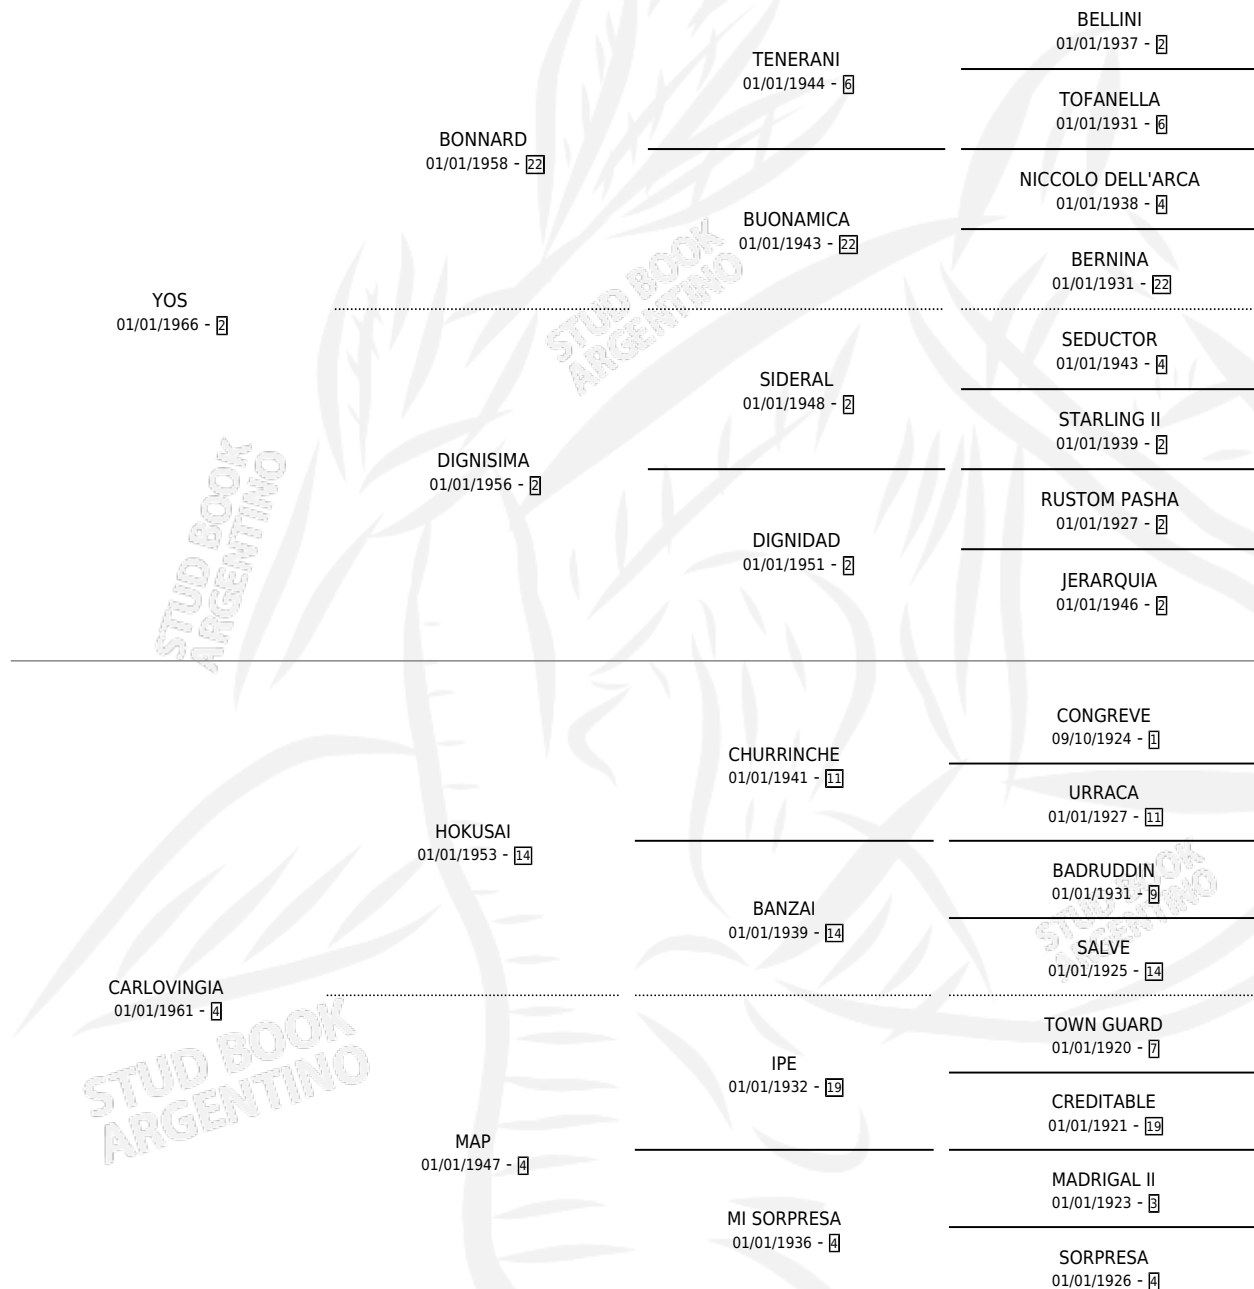 BELLINI
01/01/1937 - 2
TENERANI
01/01/1944 - 6
TOFANELLA
01/01/1931 - 6
BONNARD
01/01/1958 - 22
NICCOLO DELL'ARCA
01/01/1938 - 4
BUONAMICA
01/01/1943 - 22
BERNINA
01/01/1931 - 22
YOS
01/01/1966 - 2
SEDUCTOR
01/01/1943 - 4
SIDERAL
01/01/1948 - 2
STARLING II
01/01/1939 - 2
DIGNISIMA
01/01/1956 - 2
RUSTOM PASHA
01/01/1927 - 2
DIGNIDAD
01/01/1951 - 2
JERARQUIA
01/01/1946 - 2
STUD BOOK
ARGENTINO
STUD BOOK
ARGENTINO
CONGREVE
09/10/1924 - 1
CHURRINCHE
01/01/1941 - 11
URRACA
01/01/1927 - 11
HOKUSAI
01/01/1953 - 14
BADRUDDIN
01/01/1931 - 9
BANZAI
01/01/1939 - 14
SALVE
01/01/1925 - 14
CARLOVINGIA
01/01/1961 - 4
TOWN GUARD
01/01/1920 - 7
IPE
01/01/1932 - 19
CREDITABLE
01/01/1921 - 19
MAP
01/01/1947 - 4
MADRIGAL II
01/01/1923 - 3
MI SORPRESA
01/01/1936 - 4
SORPRESA
01/01/1926 - 4
STUD BOOK
ARGENTINO
STUD BOOK
ARGENTINO